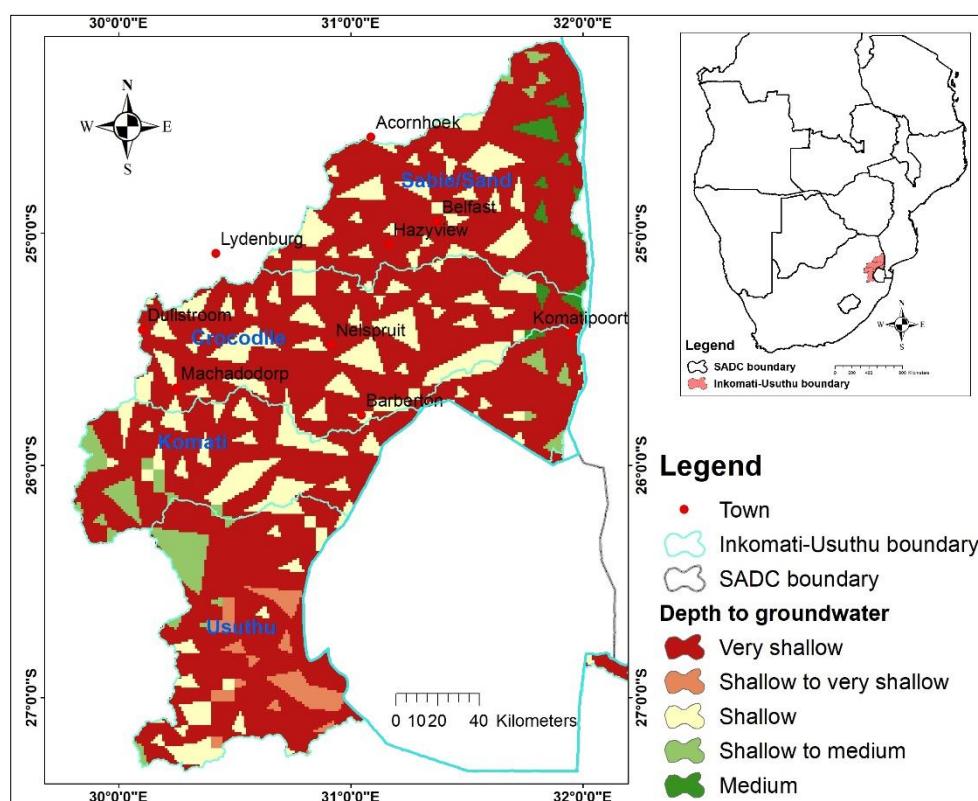 30°0'0"E
31°0'0"E
32°0'0"E
N
W
E
S
Acornhoek
Sabie/Sand
Belfast
Hazyview
Lydenburg
Dullstroom
Crocodile
Nelspruit
Komatipoort
Machadodorp
Barberton
Komati
Usuthu
0 10 20 40 Kilometers
25°0'0"S
26°0'0"S
27°0'0"S
25°0'0"S
26°0'0"S
27°0'0"S
30°0'0"E
31°0'0"E
32°0'0"E
N
W
E
S
Legend
SADC boundary
Inkomati-Usuthu boundary
Legend
Town
Inkomati-Usuthu boundary
SADC boundary
Depth to groundwater
Very shallow
Shallow to very shallow
Shallow
Shallow to medium
Medium